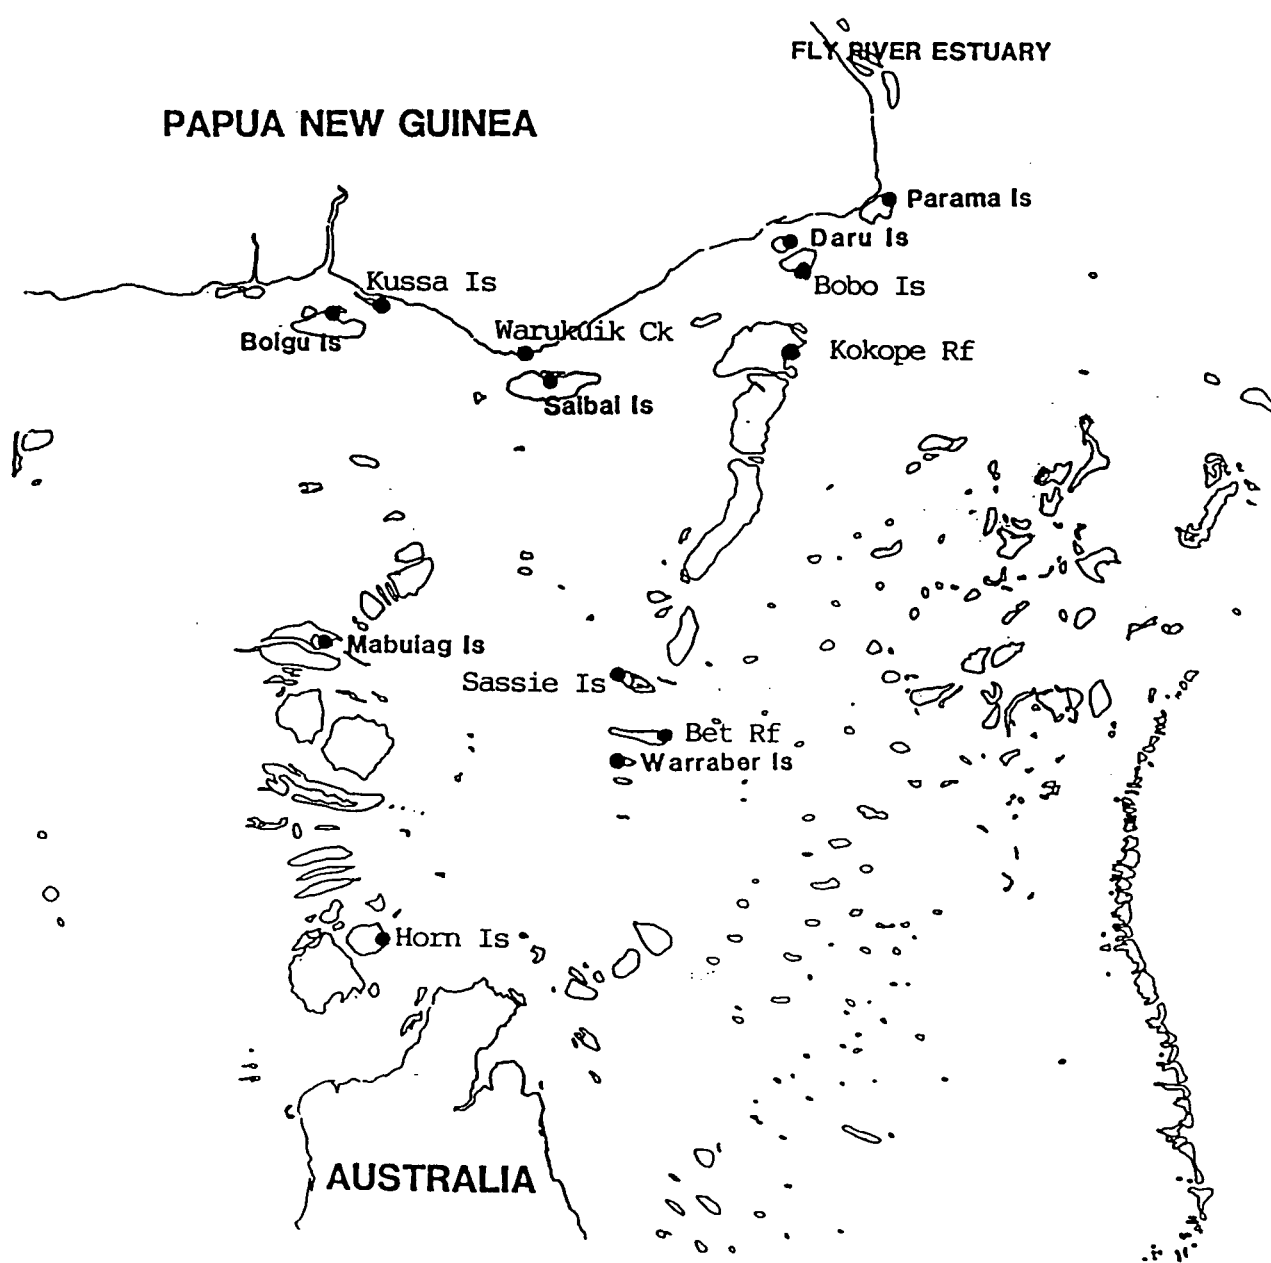 FLY RIVER ESTUARY
PAPUA NEW GUINEA
Parama Is
Daru Is
Kussa Is
Bobo Is
Boigu Is
Warukuik Ck
Kokope Rf
Saibai Is
Mabuiag Is
Sassie Is
Bet Rf
Warraber Is
Horn Is
AUSTRALIA